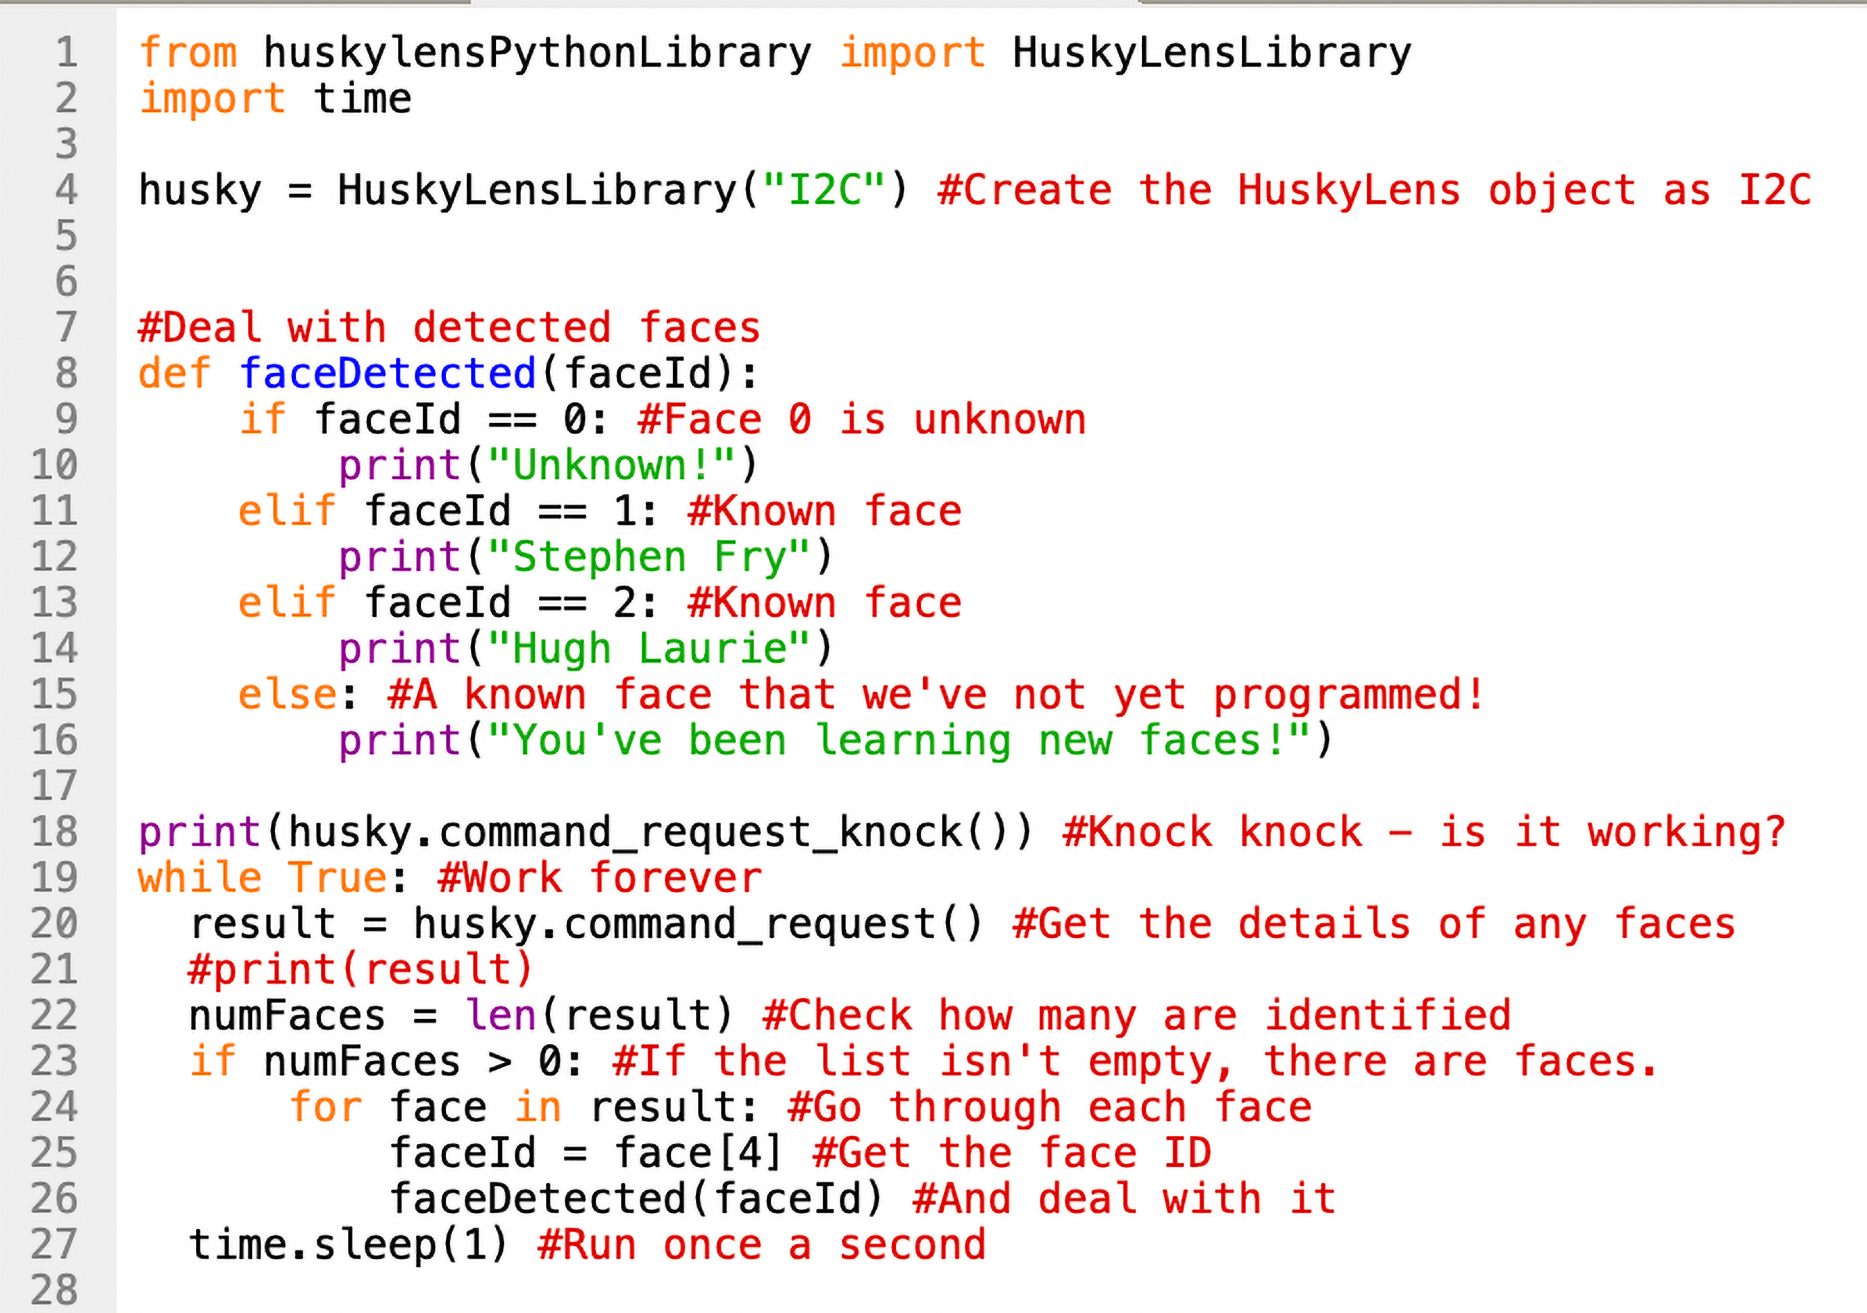 1 from huskylensPythonLibrary import HuskyLensLibrary
2 import time
3
4 husky = HuskyLensLibrary("I2C") #Create the HuskyLens object as I2C
5
6
7 #Deal with detected faces
8 def faceDetected(faceId):
9     if faceId == 0: #Face 0 is unknown
10         print("Unknown!")
11     elif faceId == 1: #Known face
12         print("Stephen Fry")
13     elif faceId == 2: #Known face
14         print("Hugh Laurie")
15     else: #A known face that we've not yet programmed!
16         print("You've been learning new faces!")
17
18 print(husky.command_request_knock()) #Knock knock – is it working?
19 while True: #Work forever
20   result = husky.command_request() #Get the details of any faces
21   #print(result)
22   numFaces = len(result) #Check how many are identified
23   if numFaces > 0: #If the list isn't empty, there are faces.
24       for face in result: #Go through each face
25           faceId = face[4] #Get the face ID
26           faceDetected(faceId) #And deal with it
27   time.sleep(1) #Run once a second
28